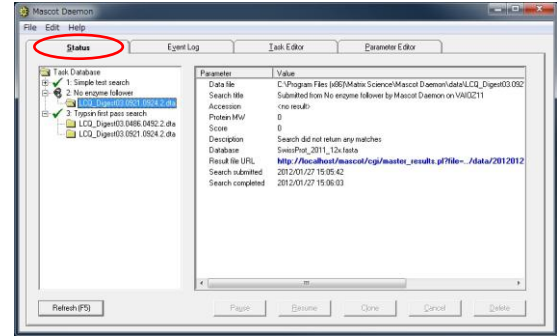 Mascot Daemon
File Edit Help
Status Event Log Task Editor Parameter Editor
Task Database
1: Simple test search
2: No enzyme follower
LCQ_Digest03.0921.0924.2.dta
3: Trypsin first pass search
LCQ_Digest03.0486.0492.2.dta
LCQ_Digest03.0921.0924.2.dta
Parameter Value
Data file C:\Program Files (x86)\Matrix Science\Mascot Daemon\data\LCQ_Digest03.092
Search title Submitted from No enzyme follower by Mascot Daemon on VAIOZ11
Accession <no result>
Protein MW 0
Score 0
Description Search did not return any matches
Database SwissProt_2011_12x.fasta
Result file URL http://localhost/mascot/cgi/master_results.pl?file=../data/2012012
Search submitted 2012/01/27 15:05:42
Search completed 2012/01/27 15:06:03
Refresh (F5) Pause Resume Clone Cancel Delete